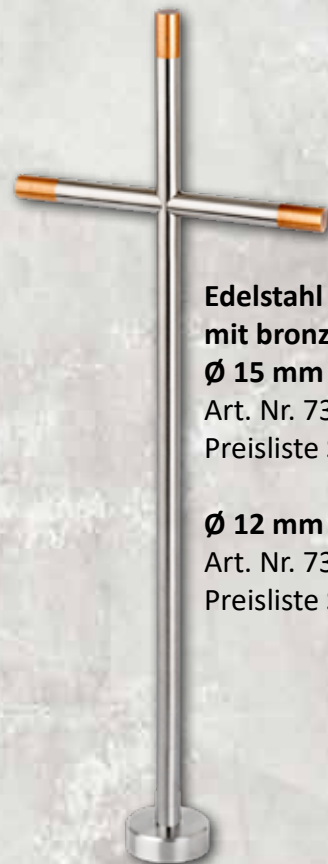 Edelstahl
mit bronz
Ø 15 mm
Art. Nr. 73
Preisliste

Ø 12 mm
Art. Nr. 73
Preisliste